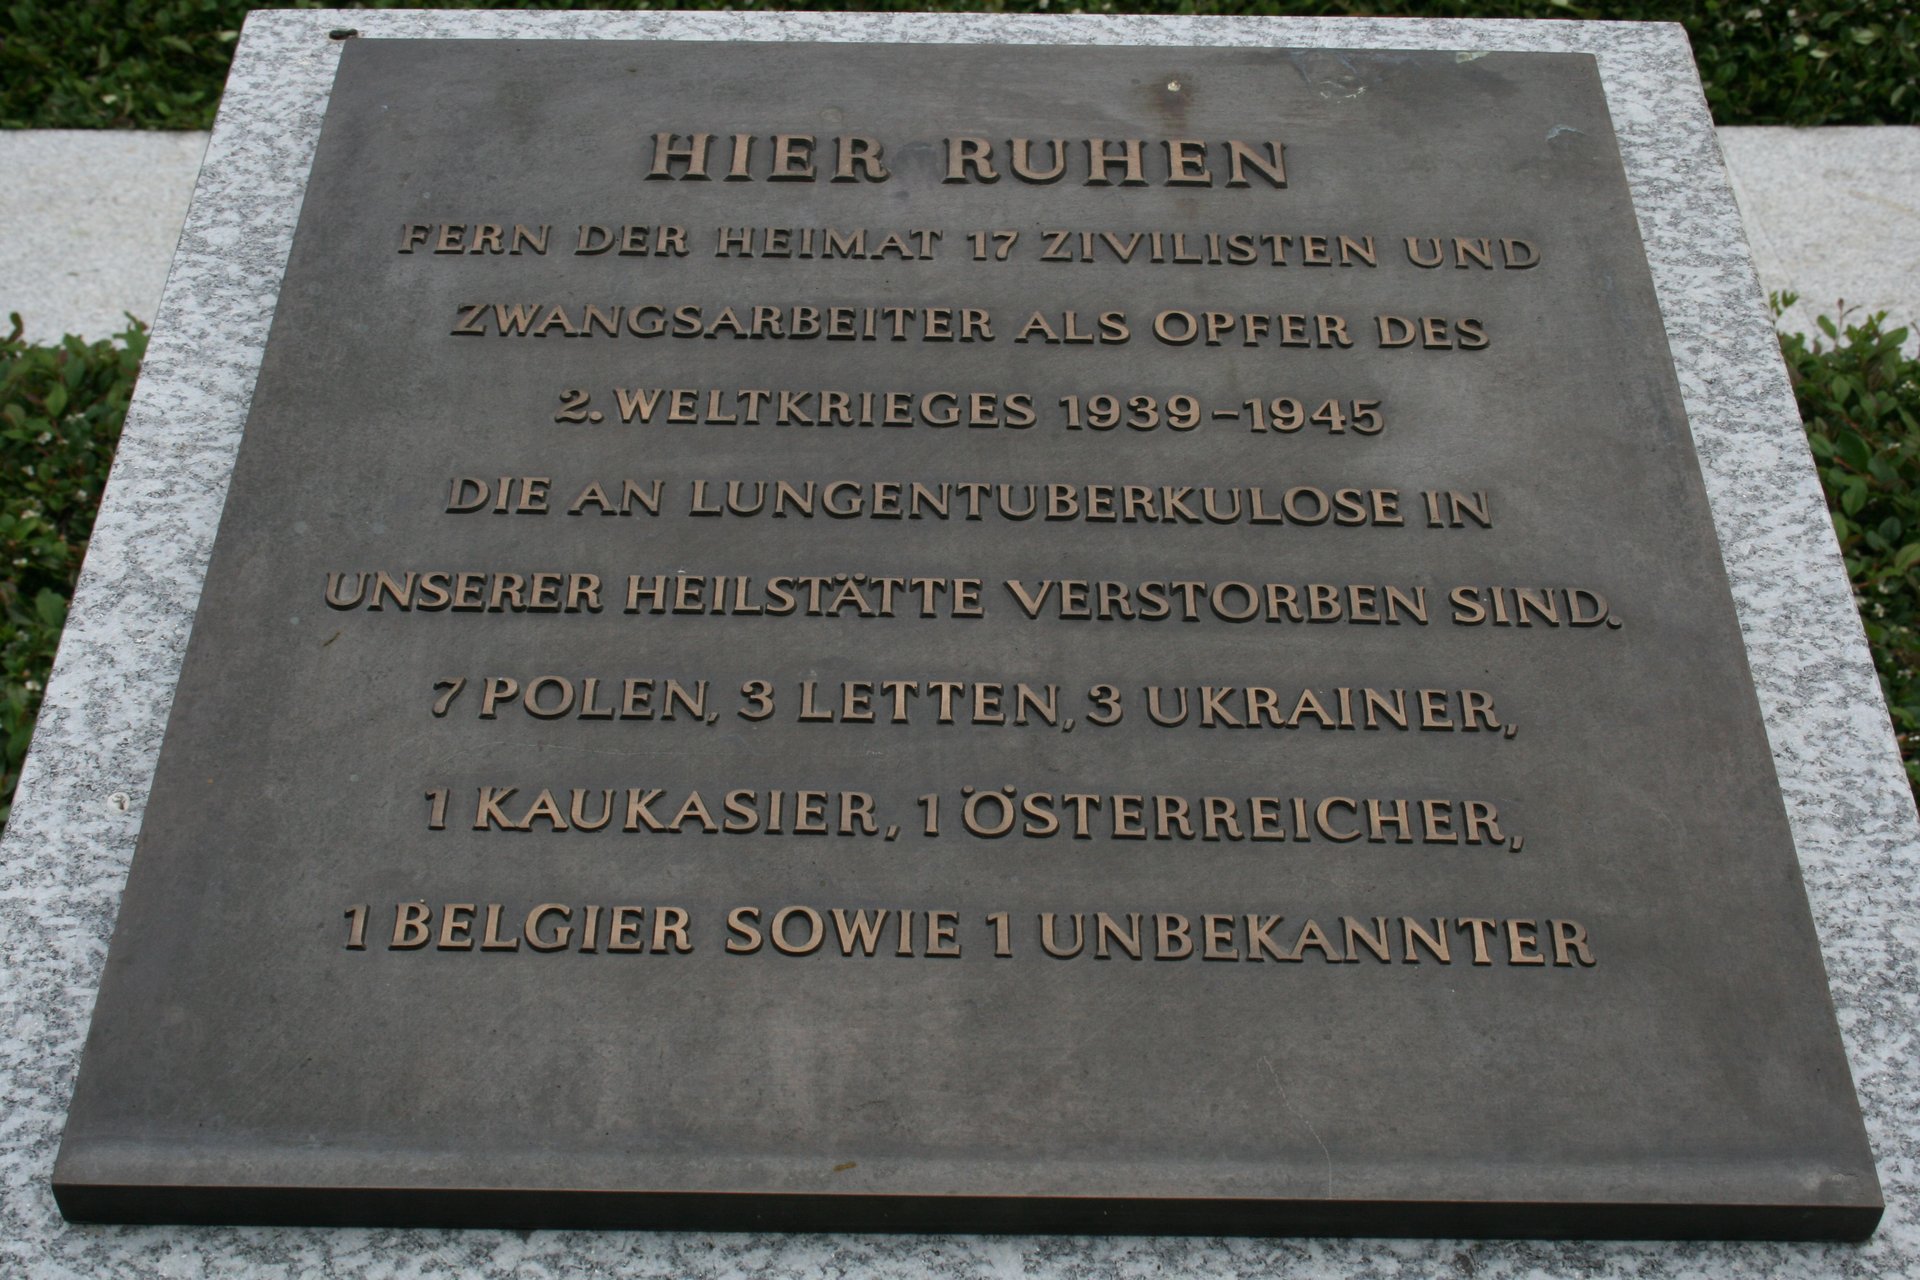 HIER RUHEN
FERN DER HEIMAT 17 ZIVILISTEN UND
ZWANGSARBEITER ALS OPFER DES
2. WELTKRIEGES 1939-1945
DIE AN LUNGENTUBERKULOSE IN
UNSERER HEILSTÄTTE VERSTORBEN SIND.
7 POLEN, 3 LETTEN, 3 UKRAINER,
1 KAUKASIER, 1 ÖSTERREICHER,
1 BELGIER SOWIE 1 UNBEKANNTER